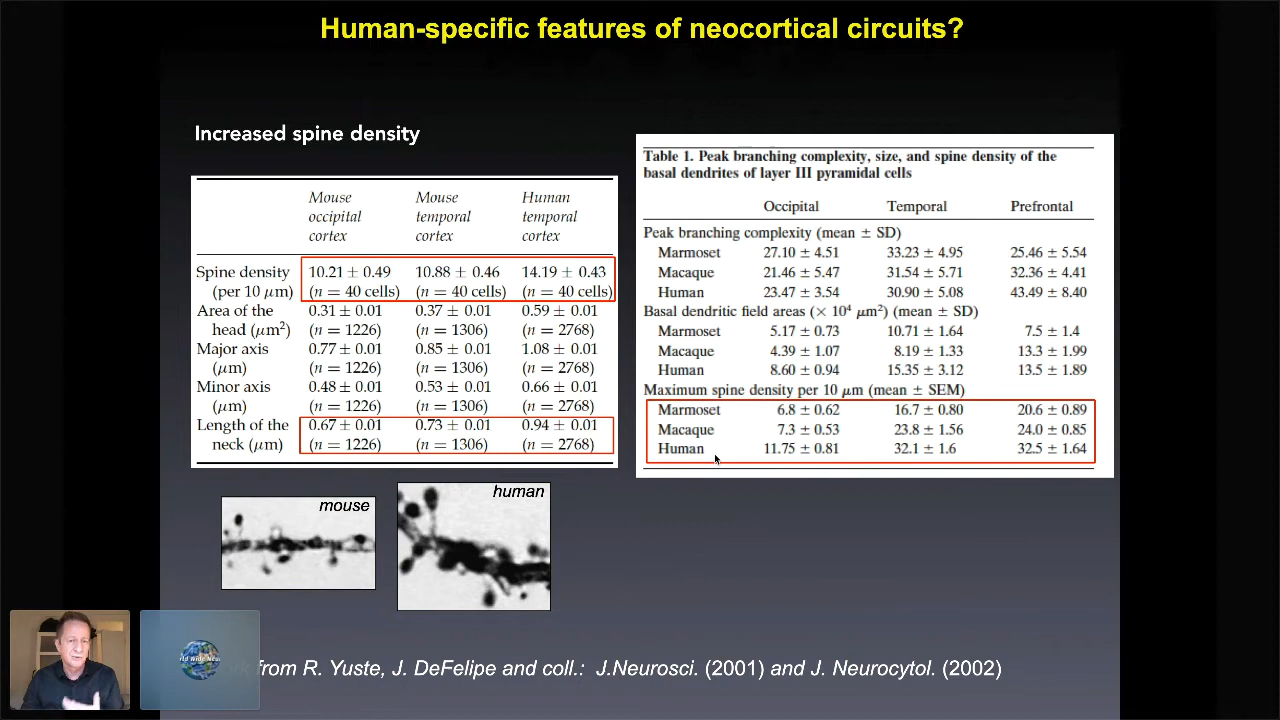 Human-specific features of neocortical circuits?
Increased spine density
Mouse occipital cortex Mouse temporal cortex Human temporal cortex
Spine density (per 10 μm) 10.21 ± 0.49 (n = 40 cells) 10.88 ± 0.46 (n = 40 cells) 14.19 ± 0.43 (n = 40 cells)
Area of the head (μm²) 0.31 ± 0.01 (n = 1226) 0.37 ± 0.01 (n = 1306) 0.59 ± 0.01 (n = 2768)
Major axis (μm) 0.77 ± 0.01 (n = 1226) 0.85 ± 0.01 (n = 1306) 1.08 ± 0.01 (n = 2768)
Minor axis (μm) 0.48 ± 0.01 (n = 1226) 0.53 ± 0.01 (n = 1306) 0.66 ± 0.01 (n = 2768)
Length of the neck (μm) 0.67 ± 0.01 (n = 1226) 0.73 ± 0.01 (n = 1306) 0.94 ± 0.01 (n = 2768)
mouse
human
Table 1. Peak branching complexity, size, and spine density of the
basal dendrites of layer III pyramidal cells
Occipital Temporal Prefrontal
Peak branching complexity (mean ± SD)
Marmoset 27.10 ± 4.51 33.23 ± 4.95 25.46 ± 5.54
Macaque 21.46 ± 5.47 31.54 ± 5.71 32.36 ± 4.41
Human 23.47 ± 3.54 30.90 ± 5.08 43.49 ± 8.40
Basal dendritic field areas (× 10⁴ μm²) (mean ± SD)
Marmoset 5.17 ± 0.73 10.71 ± 1.64 7.5 ± 1.4
Macaque 4.39 ± 1.07 8.19 ± 1.33 13.3 ± 1.99
Human 8.60 ± 0.94 15.35 ± 3.12 13.5 ± 1.89
Maximum spine density per 10 μm (mean ± SEM)
Marmoset 6.8 ± 0.62 16.7 ± 0.80 20.6 ± 0.89
Macaque 7.3 ± 0.53 23.8 ± 1.56 24.0 ± 0.85
Human 11.75 ± 0.81 32.1 ± 1.6 32.5 ± 1.64
from R. Yuste, J. DeFelipe and coll.: J.Neurosci. (2001) and J. Neurocytol. (2002)